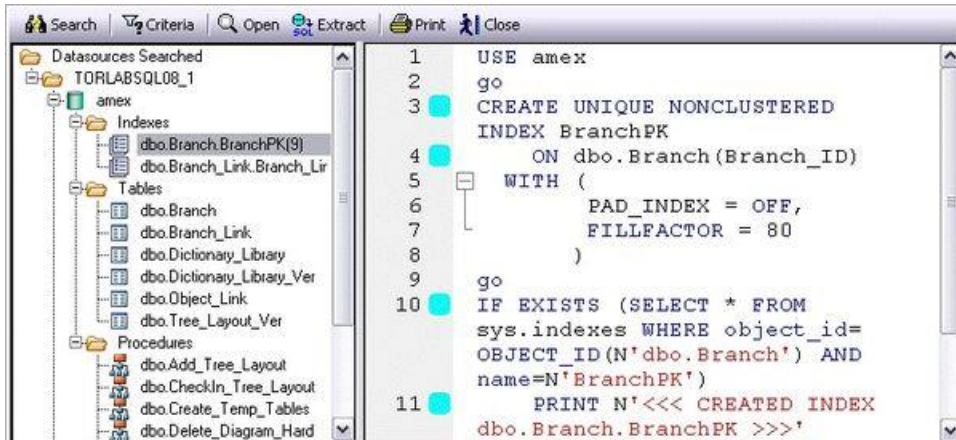 Search Criteria Open Extract Print Close
Datasources Searched
TORLABSQL08_1
amex
Indexes
dbo.Branch.BranchPK(9)
dbo.Branch_Link.Branch_Lir
Tables
dbo.Branch
dbo.Branch_Link
dbo.Dictionary_Library
dbo.Dictionary_Library_Ver
dbo.Object_Link
dbo.Tree_Layout_Ver
Procedures
dbo.Add_Tree_Layout
dbo.CheckIn_Tree_Layout
dbo.Create_Temp_Tables
dbo.Delete_Diagram_Hard
1 USE amex
2 go
3 CREATE UNIQUE NONCLUSTERED
INDEX BranchPK
4 ON dbo.Branch(Branch_ID)
5 WITH (
6 PAD_INDEX = OFF,
7 FILLFACTOR = 80
8 )
9 go
10 IF EXISTS (SELECT * FROM
sys.indexes WHERE object_id=
OBJECT_ID(N'dbo.Branch') AND
name=N'BranchPK')
11 PRINT N'<<< CREATED INDEX
dbo.Branch.BranchPK >>>'